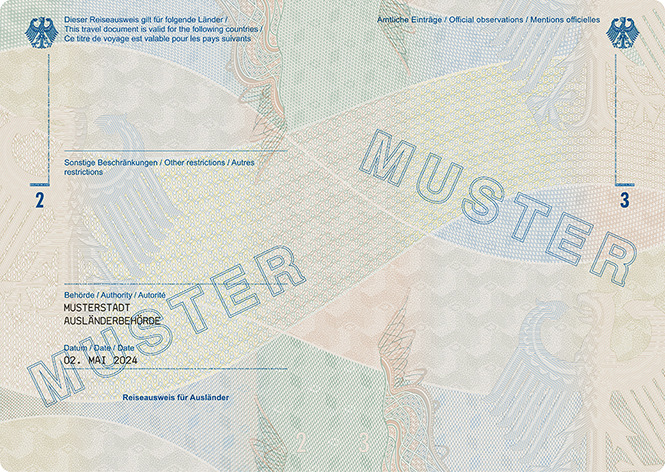 Dieser Reiseausweis gilt für folgende Länder /
This travel document is valid for the following countries /
Ce titre de voyage est valable pour les pays suivants
Sonstige Beschränkungen / Other restrictions / Autres
restrictions
2
MUSTER
Behörde / Authority / Autorité
MUSTERSTADT
AUSLÄNDERBEHÖRDE
Datum / Date / Date
02. MAI 2024
Reiseausweis für Ausländer
Amtliche Einträge / Official observations / Mentions officielles
MUSTER
3
2
3